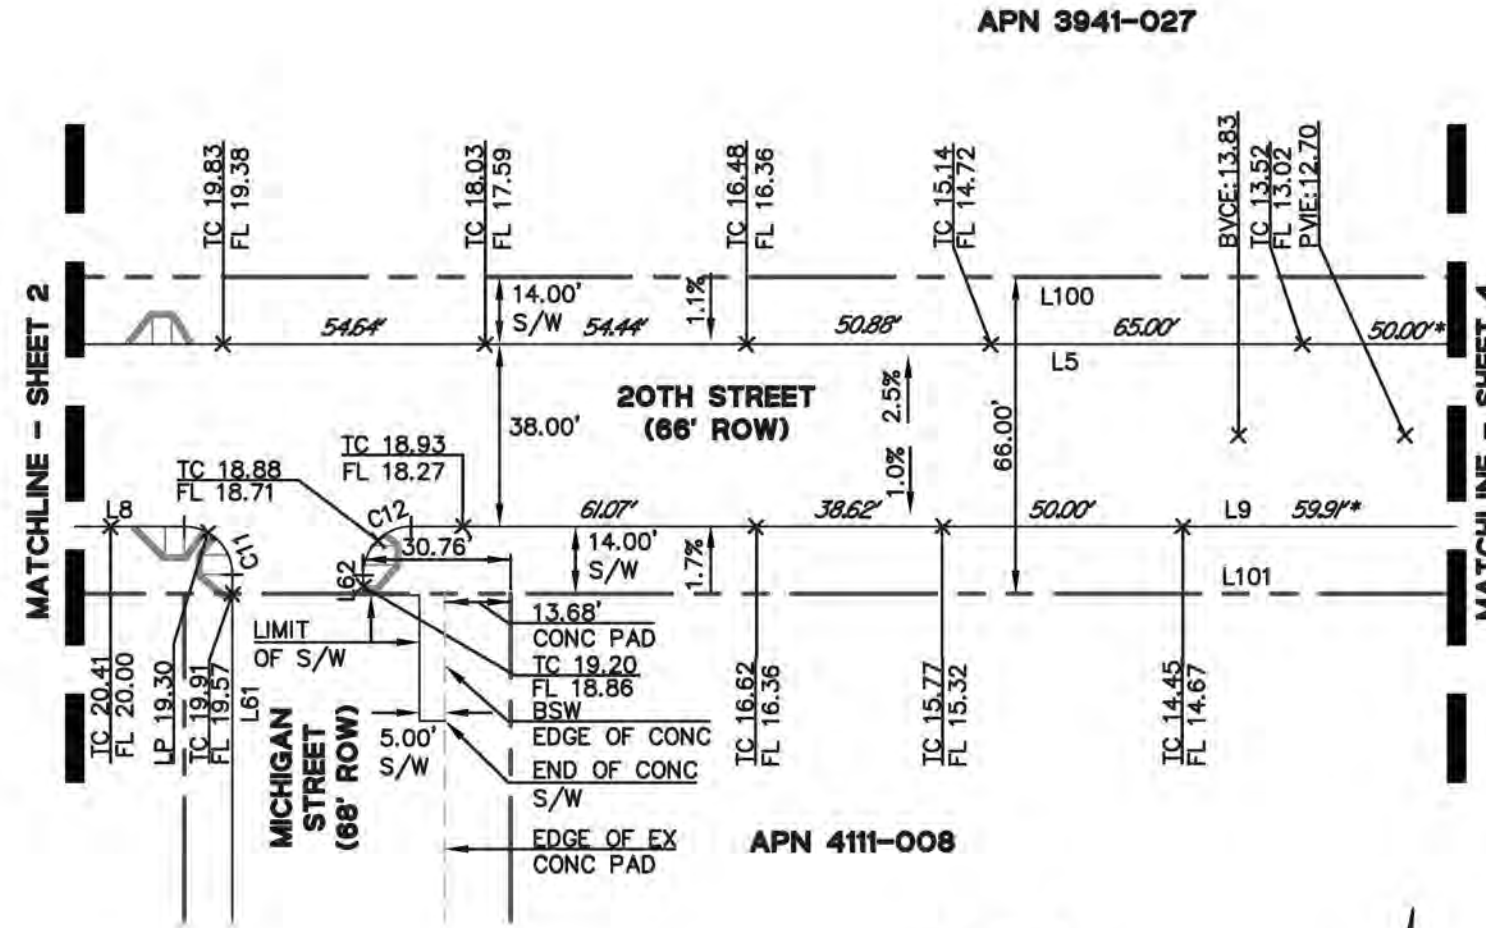 APN 3941-027
TC 19.83
FL 19.38
TC 18.03
FL 17.59
TC 16.48
FL 16.36
TC 15.14
FL 14.72
BVCE:13.83
TC 13.52
FL 13.02
PVIE:12.70
MATCHLINE - SHEET 2
54.64'
14.00'
S/W
54.44'
1.1%
50.88'
L100
65.00'
50.00'*
L5
20TH STREET
(66' ROW)
38.00'
2.5%
1.0%
66.00'
TC 18.93
FL 18.27
TC 18.88
FL 18.71
L8
C11
C12
30.76
61.07'
38.62'
50.00'
L9
59.91'*
14.00'
S/W
1.7%
L101
L62
LIMIT
OF S/W
13.68'
CONC PAD
TC 19.20
FL 18.86
BSW
EDGE OF CONC
END OF CONC
S/W
EDGE OF EX
CONC PAD
5.00'
S/W
TC 20.41
FL 20.00
LP 19.30
TC 19.91
FL 19.57
L61
MICHIGAN
STREET
(68' ROW)
TC 16.62
FL 16.36
TC 15.77
FL 15.32
TC 14.45
FL 14.67
APN 4111-008
MATCHLINE - SHEET